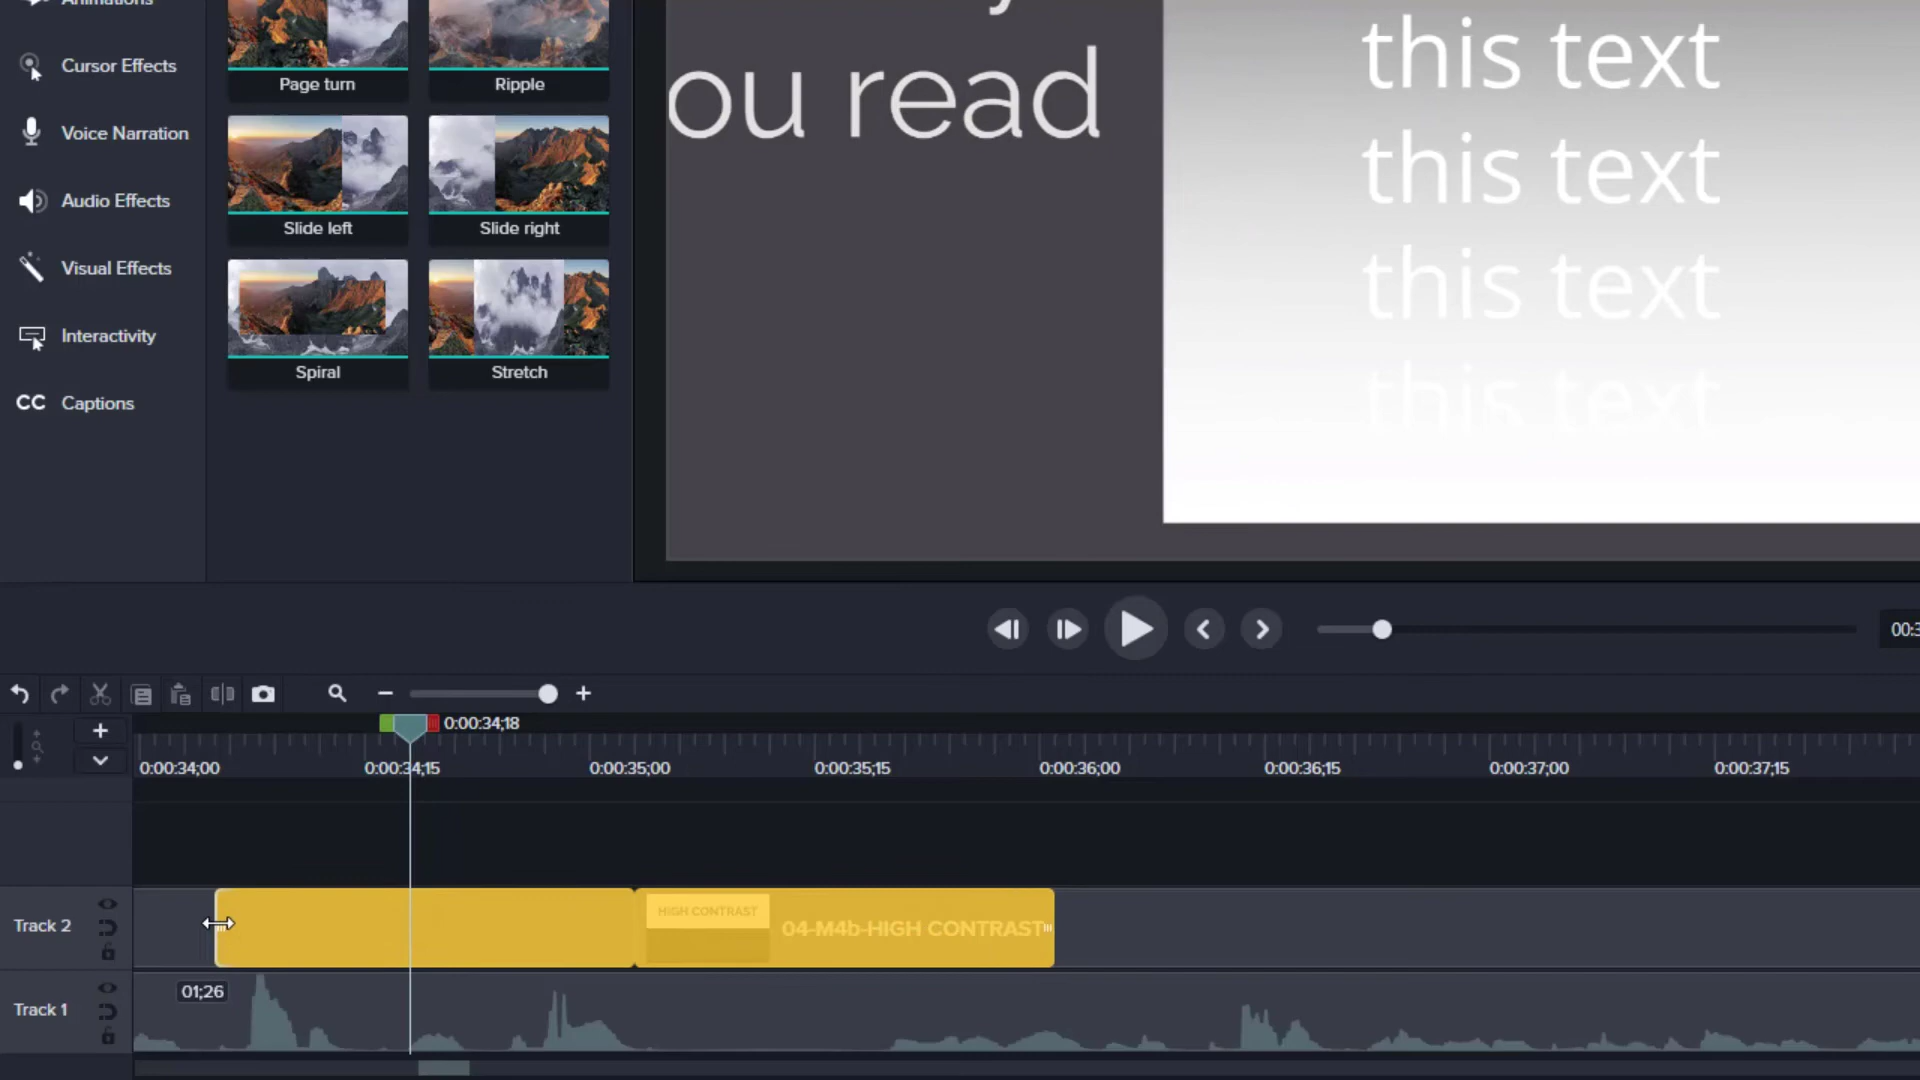 Animations
Cursor Effects
Voice Narration
Audio Effects
Visual Effects
Interactivity
CC Captions
Page turn
Ripple
Slide left
Slide right
Spiral
Stretch
ou read
this text
this text
this text
this text
0:00:34;18
0:00:34;00
0:00:34;15
0:00:35;00
0:00:35;15
0:00:36;00
0:00:36;15
0:00:37;00
0:00:37;15
Track 2
HIGH CONTRAST
04-M4b-HIGH CONTRAST
Track 1
01;26